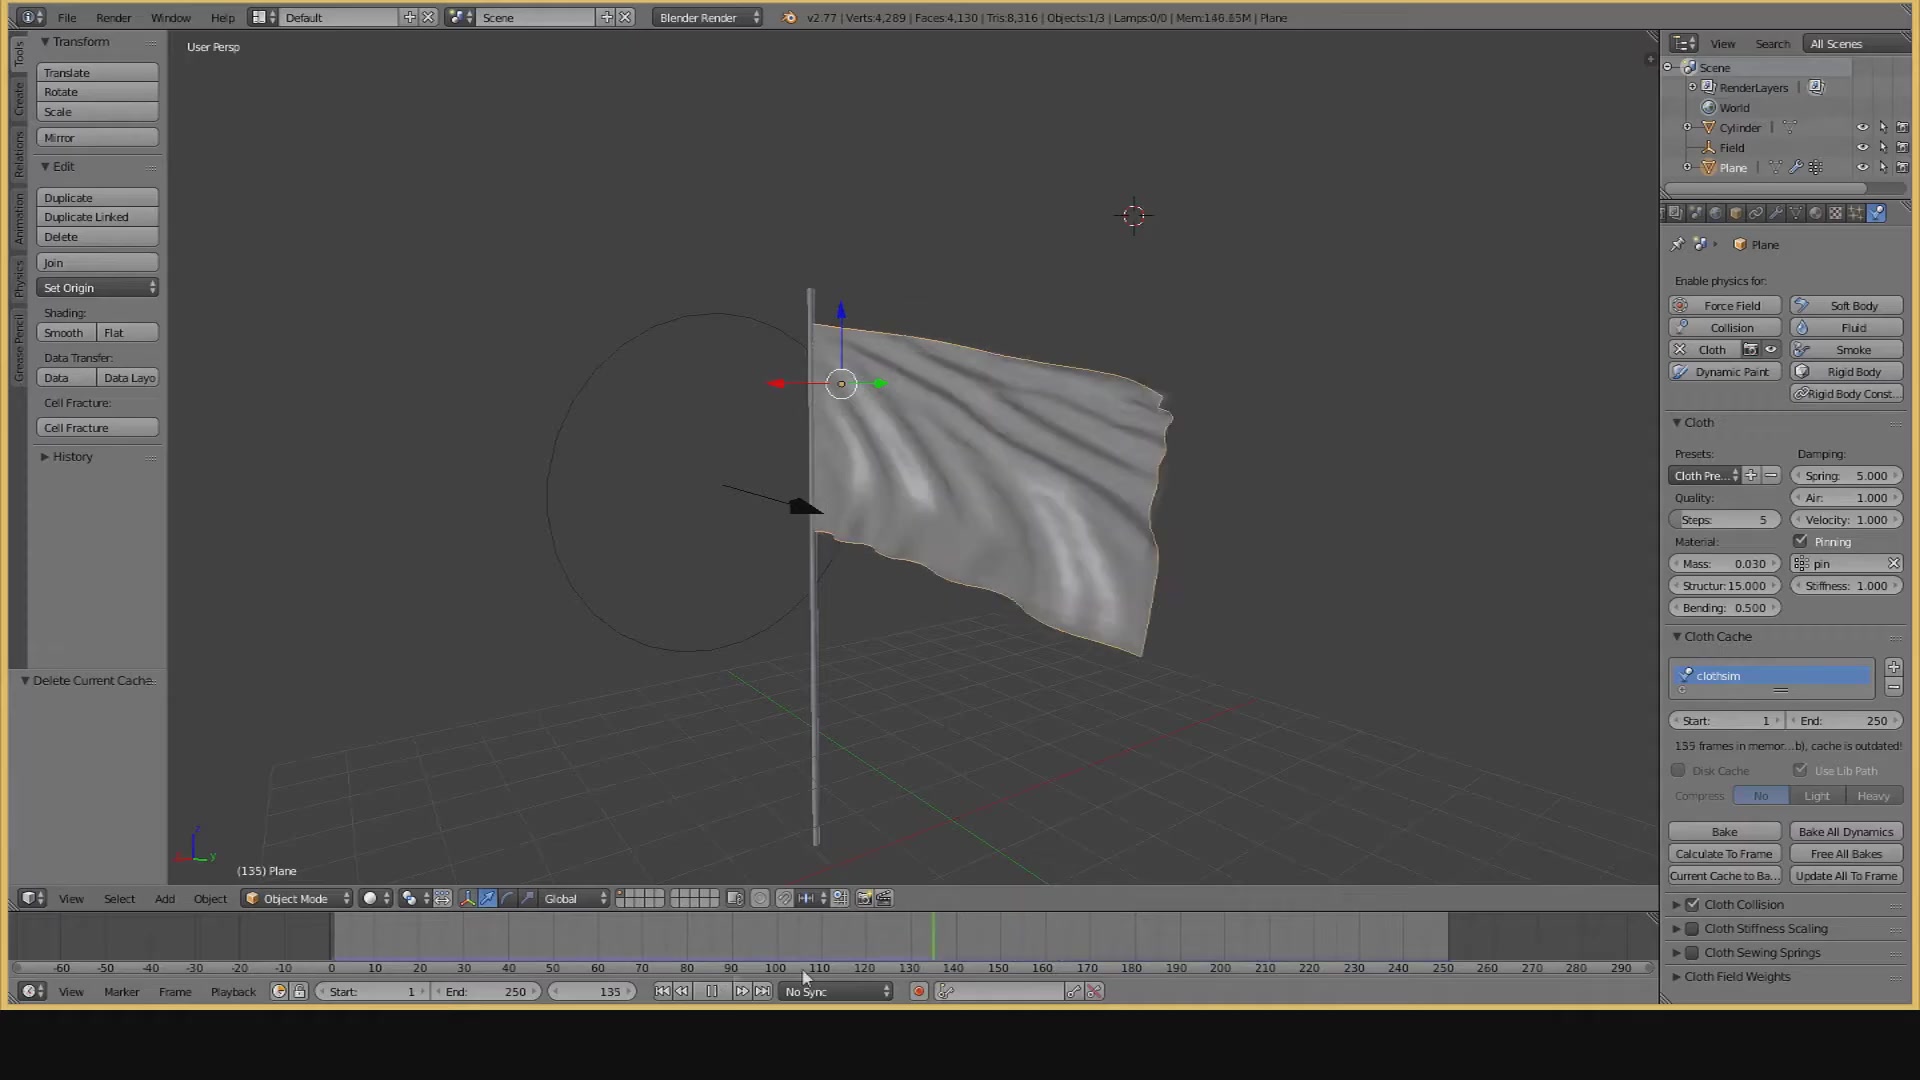 File Render Window Help Default Scene Blender Render v2.77 | Verts:4,289 | Faces:4,130 | Tris:8,316 | Objects:1/3 | Lamps:0/0 | Mem:146.85M | Plane
Tools
Create
Relations
Animation
Physics
Grease Pencil
Transform
Translate
Rotate
Scale
Mirror
Edit
Duplicate
Duplicate Linked
Delete
Join
Set Origin
Shading:
Smooth Flat
Data Transfer:
Data Data Layo
Cell Fracture:
Cell Fracture
History
Delete Current Cache
User Persp
z
y
(135) Plane
View Search All Scenes
Scene
RenderLayers |
World
Cylinder |
Field
Plane |
Plane
Enable physics for:
Force Field Soft Body
Collision Fluid
Cloth Smoke
Dynamic Paint Rigid Body
Rigid Body Const...
Cloth
Presets: Damping:
Cloth Pre... Spring: 5.000
Quality: Air: 1.000
Steps: 5 Velocity: 1.000
Material: Pinning
Mass: 0.030 pin
Structur: 15.000 Stiffness: 1.000
Bending: 0.500
Cloth Cache
clothsim
Start: 1 End: 250
135 frames in memor...b), cache is outdated!
Disk Cache Use Lib Path
Compress No Light Heavy
Bake Bake All Dynamics
Calculate To Frame Free All Bakes
Current Cache to Ba... Update All To Frame
Cloth Collision
Cloth Stiffness Scaling
Cloth Sewing Springs
Cloth Field Weights
View Select Add Object Object Mode Global
-60 -50 -40 -30 -20 -10 0 10 20 30 40 50 60 70 80 90 100 110 120 130 140 150 160 170 180 190 200 210 220 230 240 250 260 270 280 290
View Marker Frame Playback Start: 1 End: 250 135 No Sync